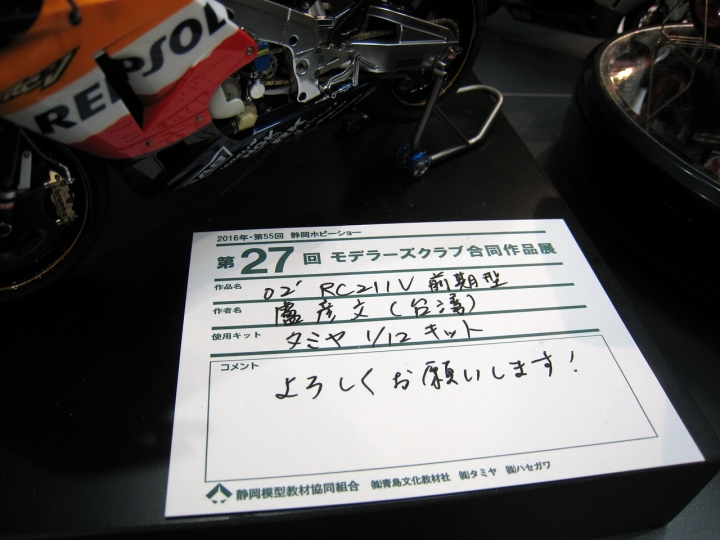 REPSOL
REPSOL
2016年・第55回 静岡ホビーショー
第27回 モデラーズクラブ合同作品展
作品名 02' RC211V 前期型
作者名 盧彦文(台湾)
使用キット タミヤ 1/12 キット
コメント
よろしくお願いします!
静岡模型教材協同組合 ㈱青島文化教材社 ㈱タミヤ ㈱ハセガワ